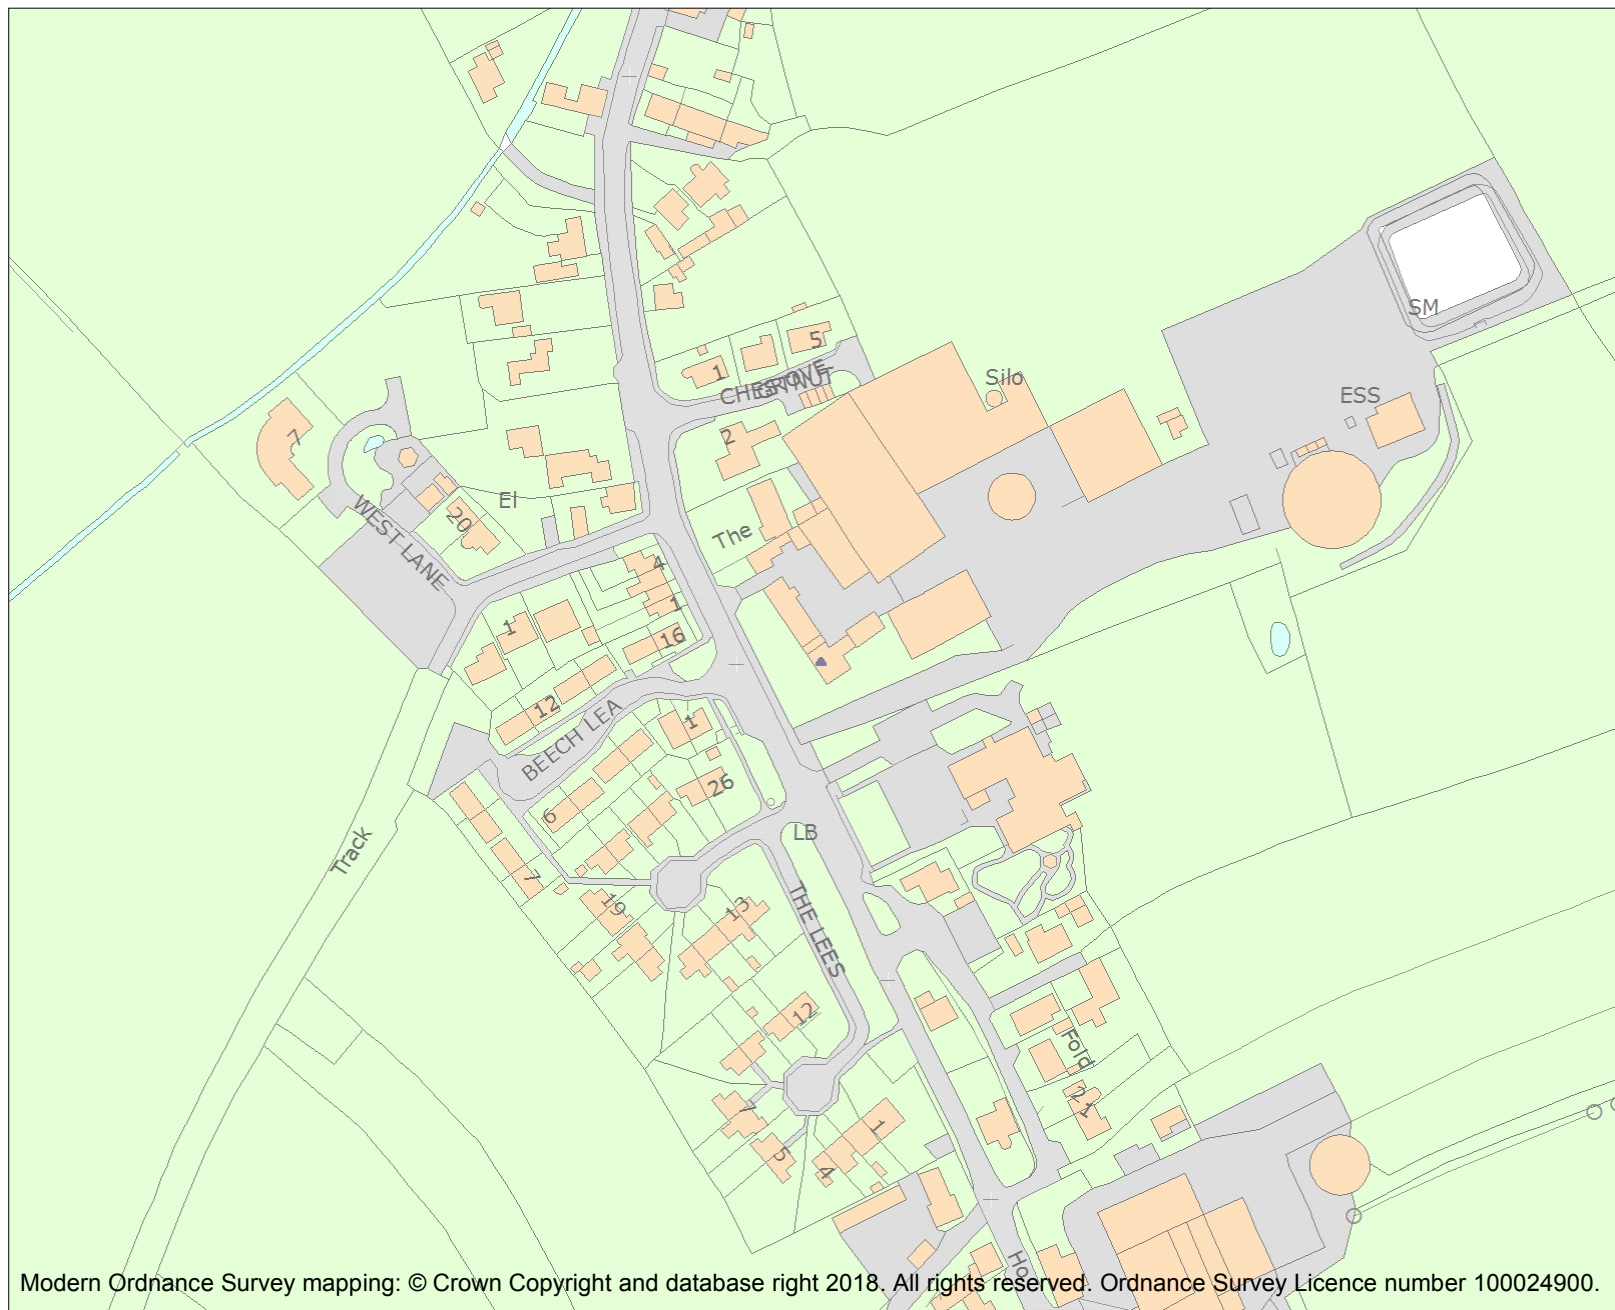 SM
5
1
CHESTNUT
GROVE
Silo
ESS
2
7
El
WEST LANE
20
The
4
1
1
16
12
BEECH LEA
1
26
6
LB
Track
7
19
13
THE LEES
12
Fold
21
7
1
5
4
Ho
Modern Ordnance Survey mapping: © Crown Copyright and database right 2018. All rights reserved. Ordnance Survey Licence number 100024900.